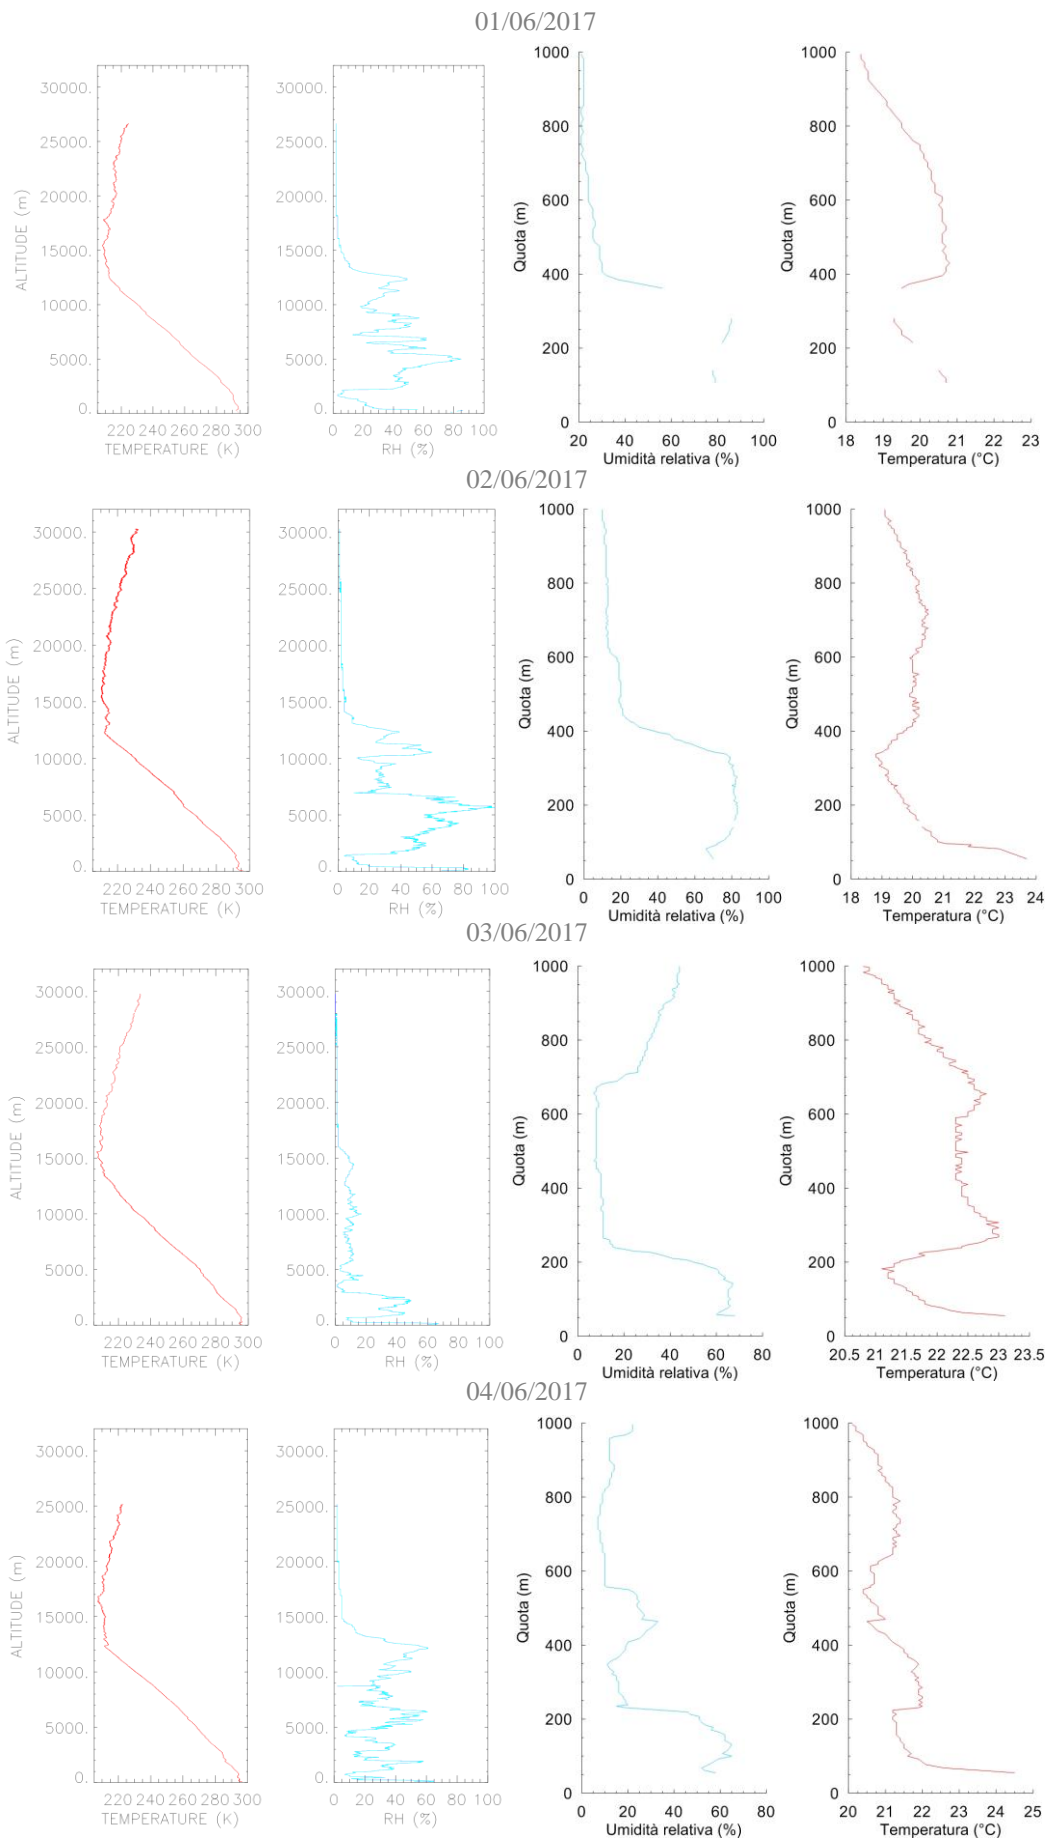 01/06/2017
30000.
25000.
20000.
15000.
10000.
5000.
0.
ALTITUDE (m)
220 240 260 280 300
TEMPERATURE (K)
0 20 40 60 80 100
RH (%)
1000
800
600
400
200
0
Quota (m)
20 40 60 80 100
Umidità relativa (%)
1000
800
600
400
200
0
Quota (m)
18 19 20 21 22 23
Temperatura (°C)
02/06/2017
30000.
25000.
20000.
15000.
10000.
5000.
0.
ALTITUDE (m)
220 240 260 280 300
TEMPERATURE (K)
30000.
25000.
20000.
15000.
10000.
5000.
0.
ALTITUDE (m)
0 20 40 60 80 100
RH (%)
1000
800
600
400
200
0
Quota (m)
0 20 40 60 80 100
Umidità relativa (%)
1000
800
600
400
200
0
Quota (m)
18 19 20 21 22 23 24
Temperatura (°C)
03/06/2017
30000.
25000.
20000.
15000.
10000.
5000.
0.
ALTITUDE (m)
220 240 260 280 300
TEMPERATURE (K)
30000.
25000.
20000.
15000.
10000.
5000.
0.
ALTITUDE (m)
0 20 40 60 80 100
RH (%)
1000
800
600
400
200
0
Quota (m)
0 20 40 60 80
Umidità relativa (%)
1000
800
600
400
200
0
Quota (m)
20.5 21 21.5 22 22.5 23 23.5
Temperatura (°C)
04/06/2017
30000.
25000.
20000.
15000.
10000.
5000.
0.
ALTITUDE (m)
220 240 260 280 300
TEMPERATURE (K)
30000.
25000.
20000.
15000.
10000.
5000.
0.
ALTITUDE (m)
0 20 40 60 80 100
RH (%)
1000
800
600
400
200
0
Quota (m)
0 20 40 60 80
Umidità relativa (%)
1000
800
600
400
200
0
Quota (m)
20 21 22 23 24 25
Temperatura (°C)